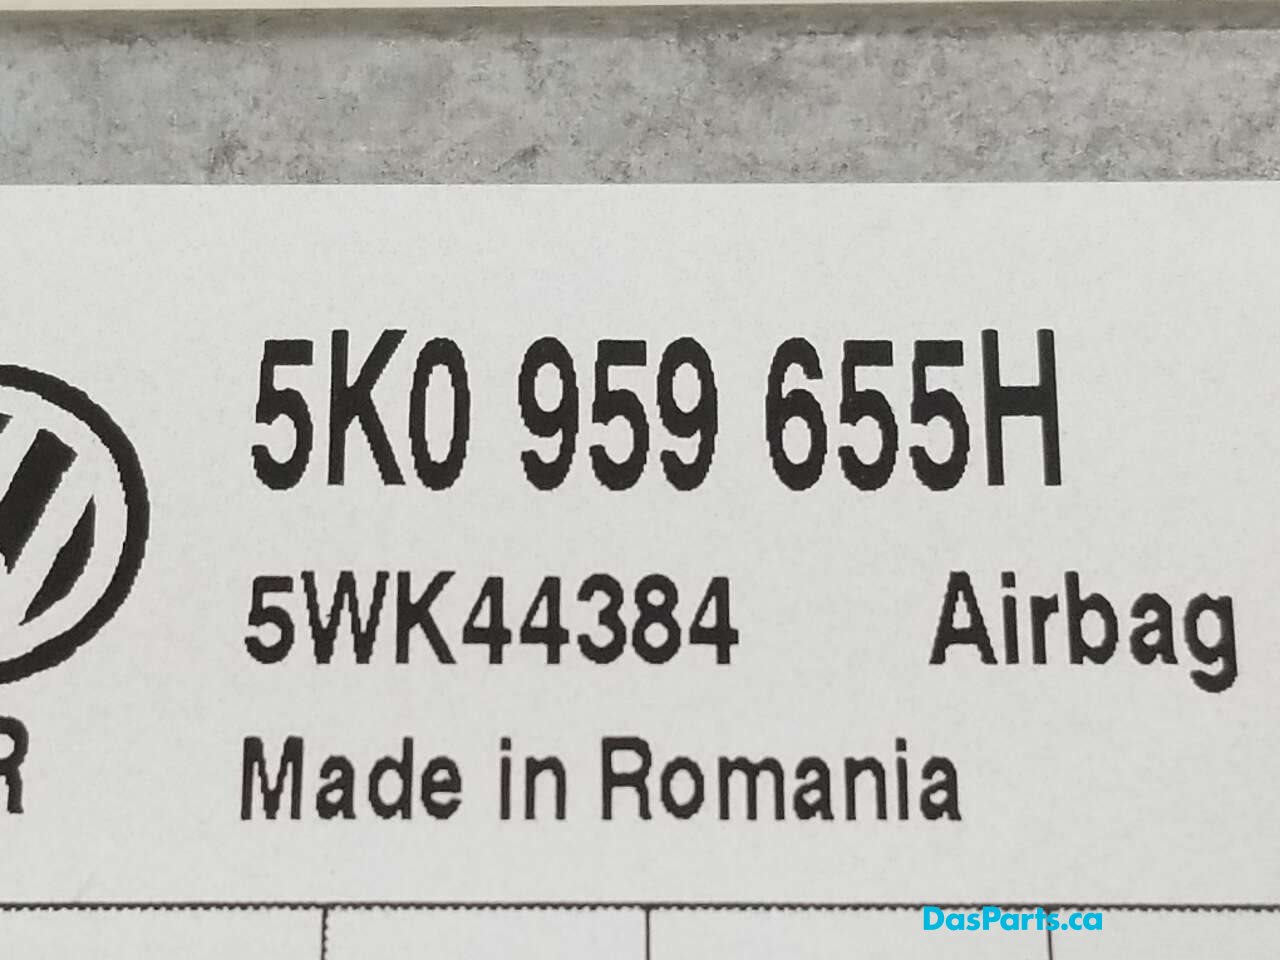 5K0 959 655H
5WK44384 Airbag
R
Made in Romania
DasParts.ca